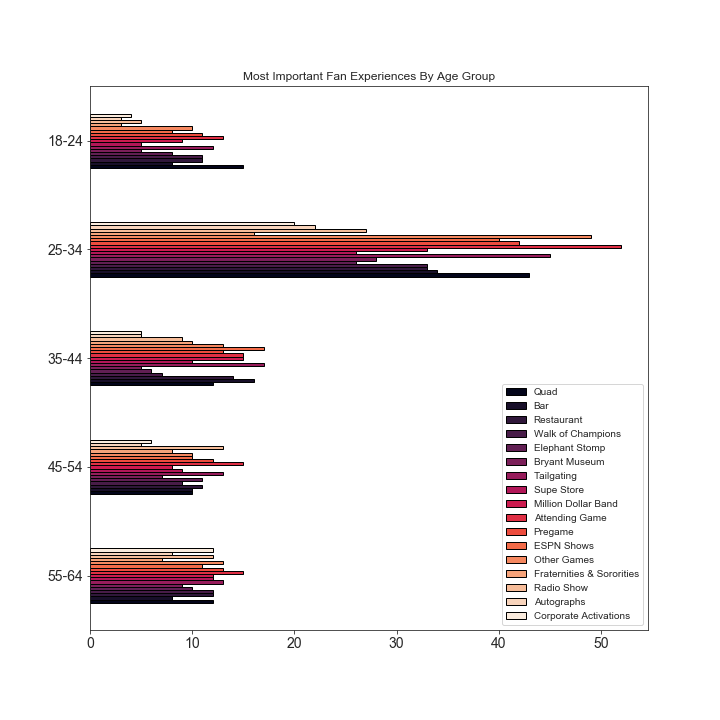 Most Important Fan Experiences By Age Group
18-24
25-34
35-44
45-54
55-64
Quad
Bar
Restaurant
Walk of Champions
Elephant Stomp
Bryant Museum
Tailgating
Supe Store
Million Dollar Band
Attending Game
Pregame
ESPN Shows
Other Games
Fraternities & Sororities
Radio Show
Autographs
Corporate Activations
0 10 20 30 40 50